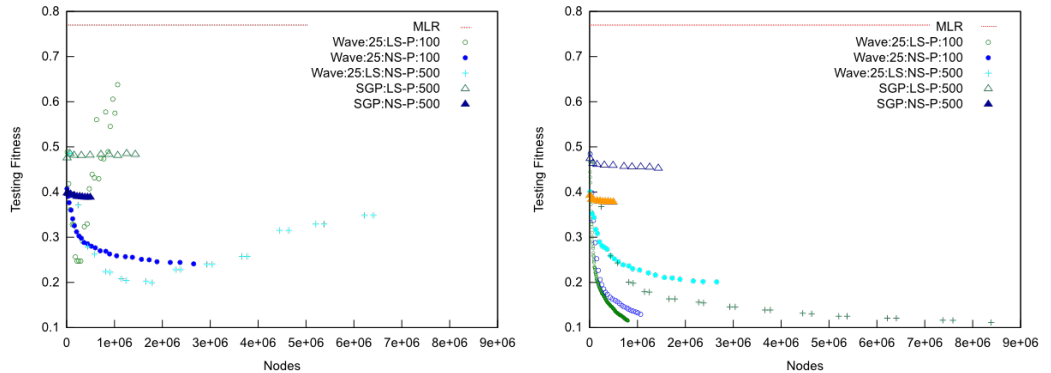 0.8
0.7
0.6
0.5
0.4
0.3
0.2
0.1
Testing Fitness
0
1e+06
2e+06
3e+06
4e+06
5e+06
6e+06
7e+06
8e+06
9e+06
Nodes
MLR
Wave:25:LS-P:100
Wave:25:NS-P:100
Wave:25:LS:NS-P:500
SGP:LS-P:500
SGP:NS-P:500
0.8
0.7
0.6
0.5
0.4
0.3
0.2
0.1
Testing Fitness
0
1e+06
2e+06
3e+06
4e+06
5e+06
6e+06
7e+06
8e+06
9e+06
Nodes
MLR
Wave:25:LS-P:100
Wave:25:NS-P:100
Wave:25:LS:NS-P:500
SGP:LS-P:500
SGP:NS-P:500